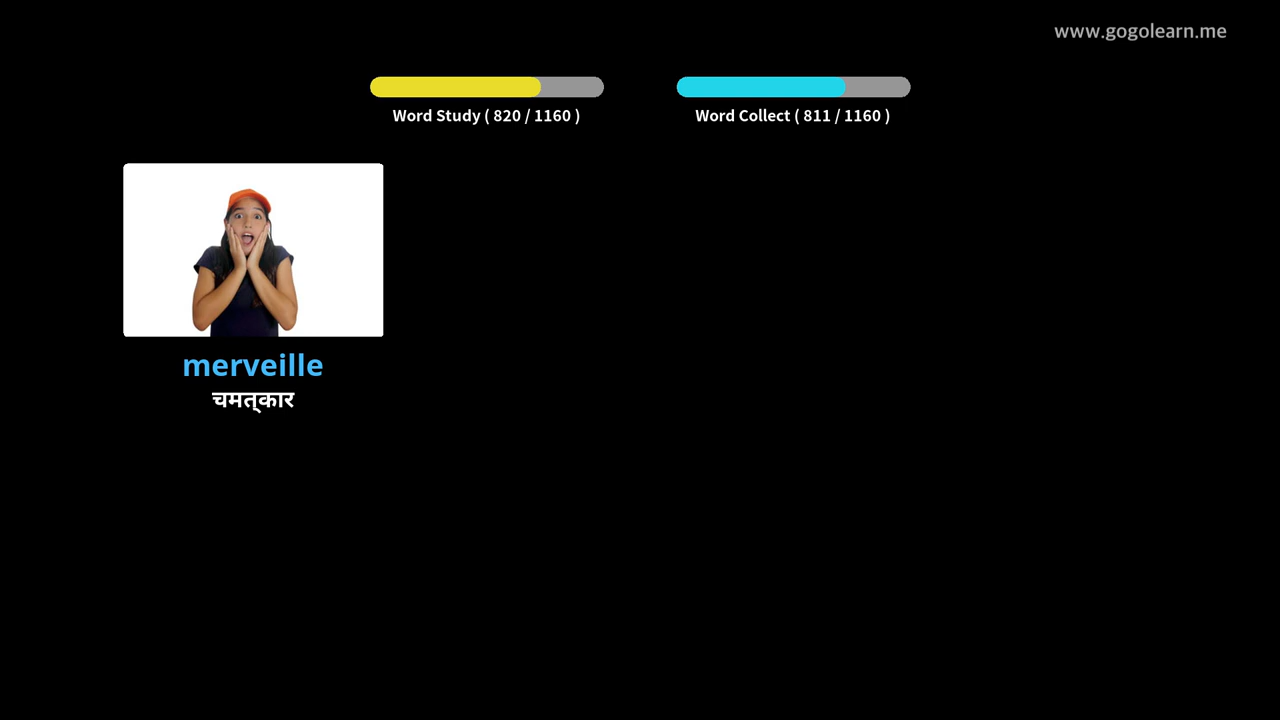 www.gogolearn.me
Word Study ( 820 / 1160 )
Word Collect ( 811 / 1160 )
merveille
चमत्‌कार